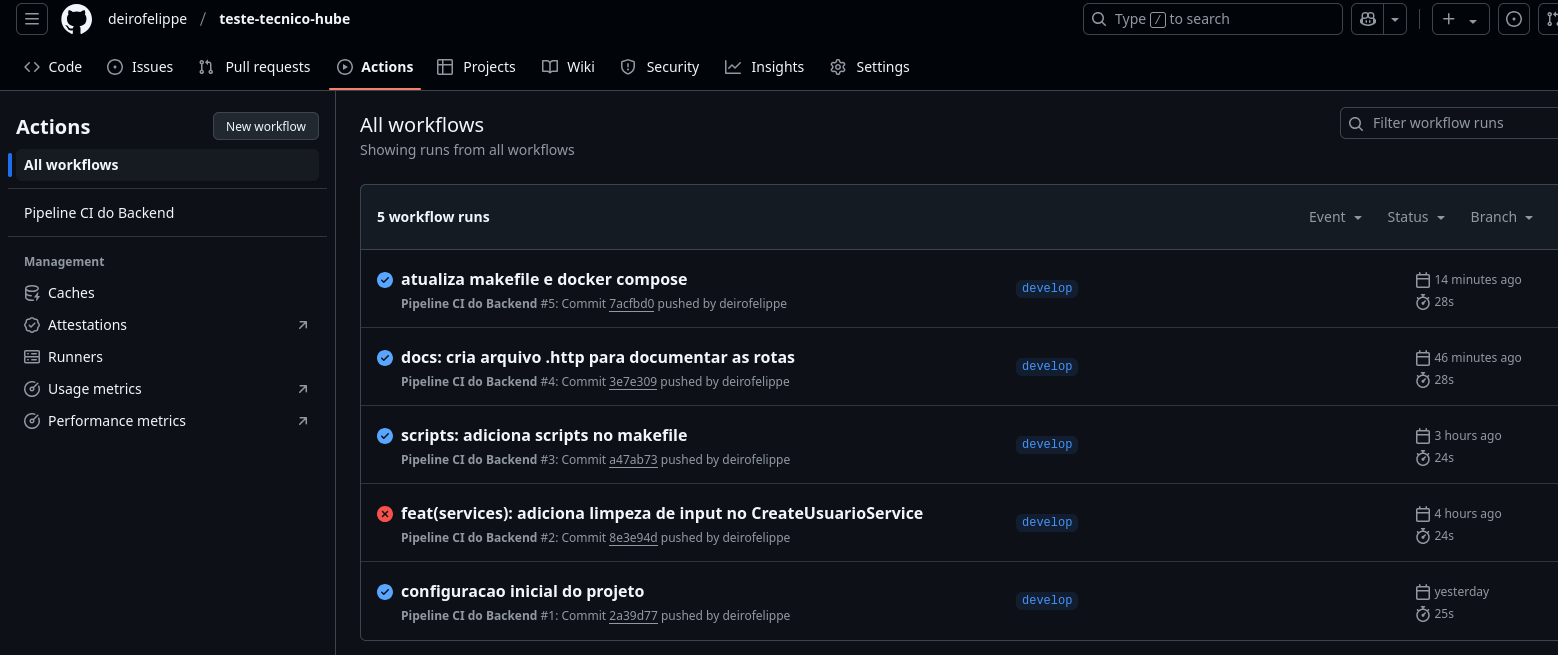 deirofelippe / teste-tecnico-hube
Type / to search
Code Issues Pull requests Actions Projects Wiki Security Insights Settings
Actions
New workflow
All workflows
Pipeline CI do Backend
Management
Caches
Attestations
Runners
Usage metrics
Performance metrics
All workflows
Showing runs from all workflows
Filter workflow runs
5 workflow runs
Event Status Branch
atualiza makefile e docker compose
Pipeline CI do Backend #5: Commit 7acfbd0 pushed by deirofelippe
develop
14 minutes ago
28s
docs: cria arquivo .http para documentar as rotas
Pipeline CI do Backend #4: Commit 3e7e309 pushed by deirofelippe
develop
46 minutes ago
28s
scripts: adiciona scripts no makefile
Pipeline CI do Backend #3: Commit a47ab73 pushed by deirofelippe
develop
3 hours ago
24s
feat(services): adiciona limpeza de input no CreateUsuarioService
Pipeline CI do Backend #2: Commit 8e3e94d pushed by deirofelippe
develop
4 hours ago
24s
configuracao inicial do projeto
Pipeline CI do Backend #1: Commit 2a39d77 pushed by deirofelippe
develop
yesterday
25s